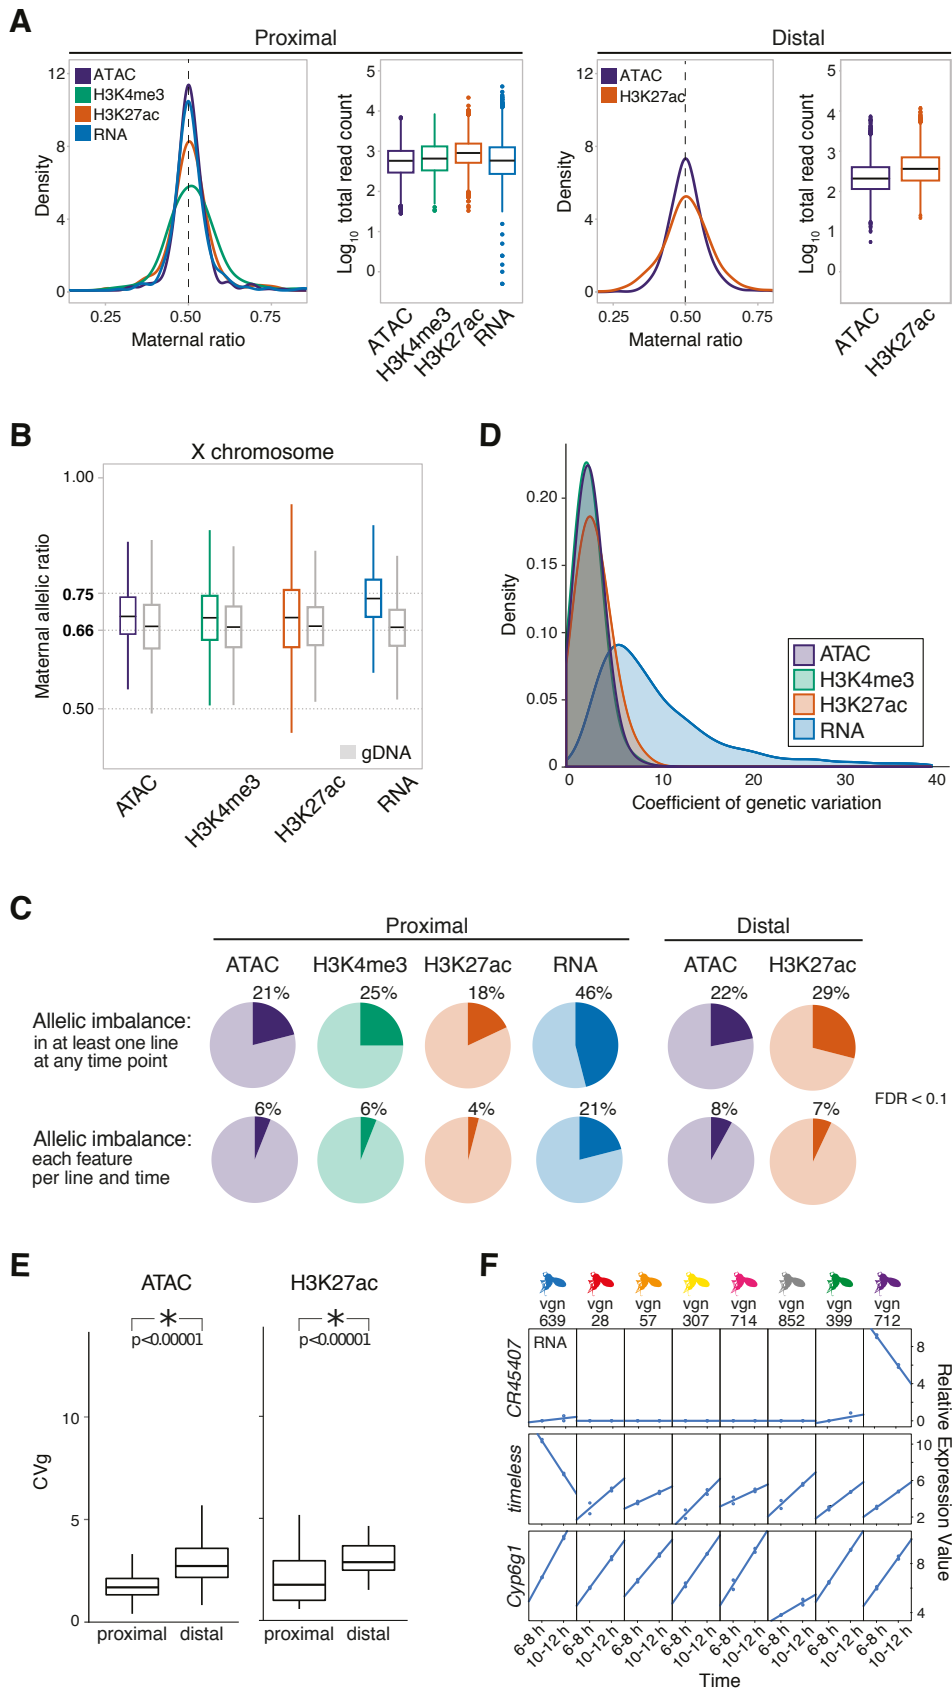 A
Proximal
Distal
12
8
4
0
Density
ATAC
H3K4me3
H3K27ac
RNA
0.25
0.50
0.75
Maternal ratio
5
4
3
2
1
0
Log10 total read count
ATAC
H3K4me3
H3K27ac
RNA
12
8
4
0
Density
ATAC
H3K27ac
0.25
0.50
0.75
Maternal ratio
5
4
3
2
1
0
Log10 total read count
ATAC
H3K27ac
B
X chromosome
1.00
0.75
0.66
0.50
Maternal allelic ratio
gDNA
ATAC
H3K4me3
H3K27ac
RNA
D
0.20
0.15
0.10
0.05
0
Density
ATAC
H3K4me3
H3K27ac
RNA
0
10
20
30
40
Coefficient of genetic variation
C
Proximal
Distal
ATAC
H3K4me3
H3K27ac
RNA
ATAC
H3K27ac
Allelic imbalance:
in at least one line
at any time point
21%
25%
18%
46%
22%
29%
FDR < 0.1
Allelic imbalance:
each feature
per line and time
6%
6%
4%
21%
8%
7%
E
ATAC
H3K27ac
*
p<0.00001
*
p<0.00001
10
5
0
CVg
proximal
distal
proximal
distal
F
vgn
639
vgn
28
vgn
57
vgn
307
vgn
714
vgn
852
vgn
399
vgn
712
RNA
CR45407
8
4
0
timeless
10
6
2
Cyp6g1
8
4
Relative Expression Value
6-8 h
10-12 h
6-8 h
10-12 h
6-8 h
10-12 h
6-8 h
10-12 h
6-8 h
10-12 h
6-8 h
10-12 h
6-8 h
10-12 h
6-8 h
10-12 h
Time